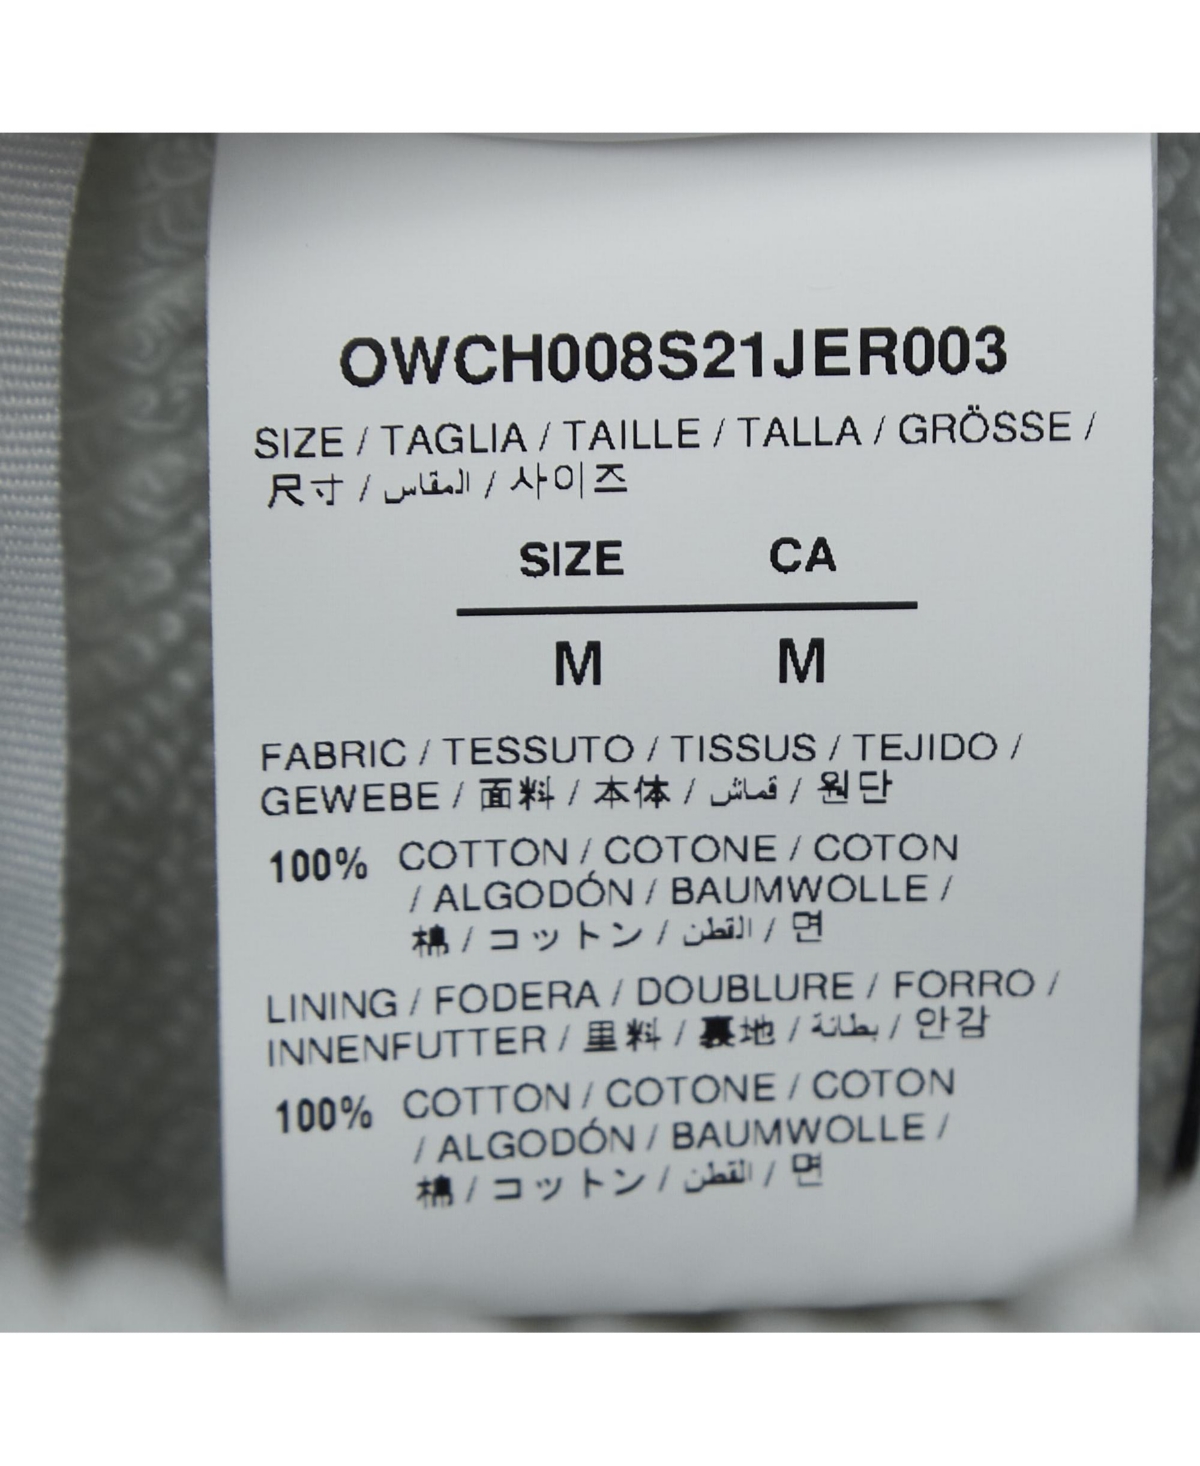 OWCH008S21JER003
SIZE / TAGLIA / TAILLE / TALLA / GRÖSSE /
尺寸 / المقاس / 사이즈
SIZE CA
M M
FABRIC / TESSUTO / TISSUS / TEJIDO /
GEWEBE / 面料 / 本体 / قماش / 원단
100% COTTON / COTONE / COTON
/ ALGODÓN / BAUMWOLLE /
棉 / コットン / القطن / 면
LINING / FODERA / DOUBLURE / FORRO /
INNENFUTTER / 里料 / 裏地 / بطانة / 안감
100% COTTON / COTONE / COTON
/ ALGODÓN / BAUMWOLLE /
棉 / コットン / القطن / 면